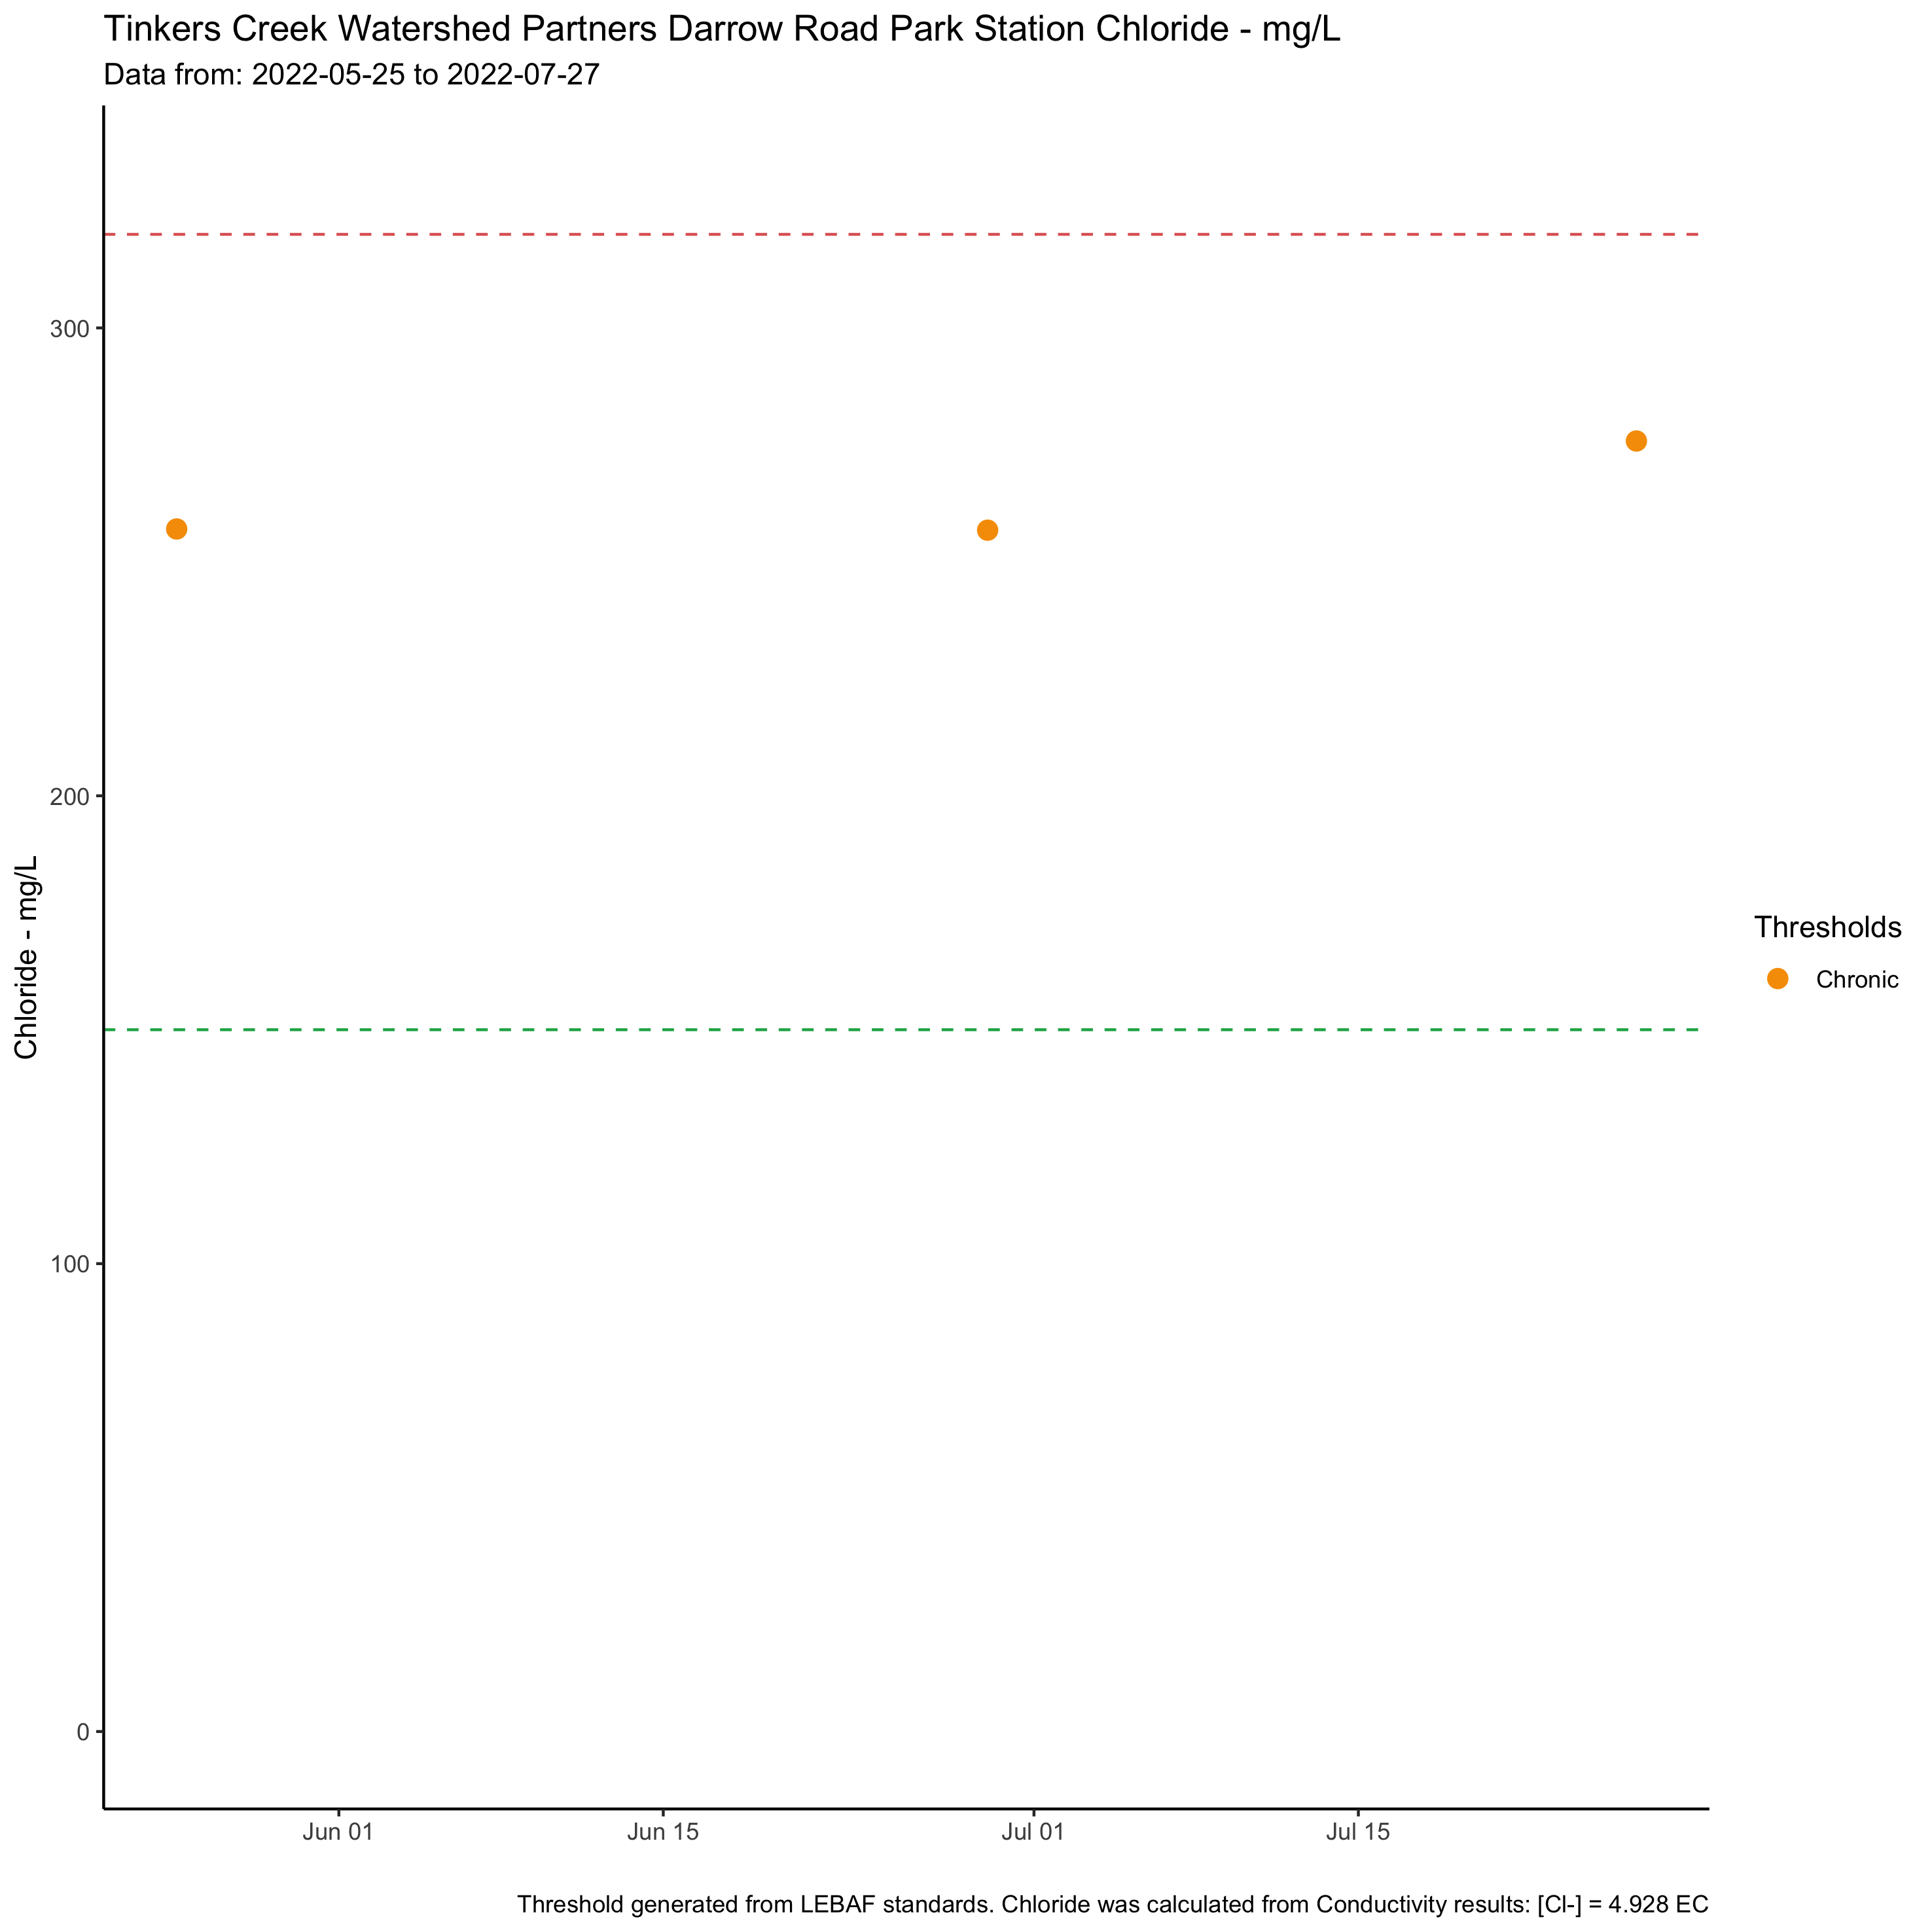 Tinkers Creek Watershed Partners Darrow Road Park Station Chloride - mg/L
Data from: 2022-05-25 to 2022-07-27
Chloride - mg/L
300
200
100
0
Jun 01
Jun 15
Jul 01
Jul 15
Thresholds
Chronic
Threshold generated from LEBAF standards. Chloride was calculated from Conductivity results: [Cl-] = 4.928 EC